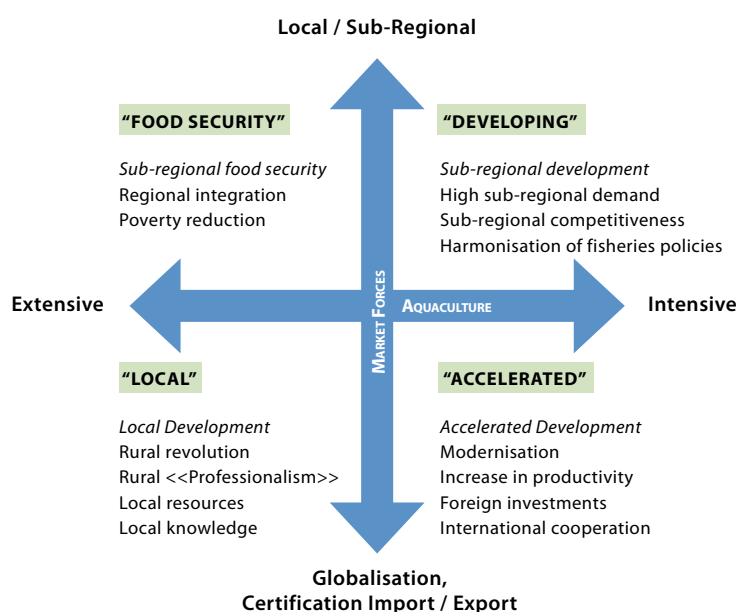 Local / Sub-Regional
“FOOD SECURITY”
Sub-regional food security
Regional integration
Poverty reduction
“DEVELOPING”
Sub-regional development
High sub-regional demand
Sub-regional competitiveness
Harmonisation of fisheries policies
Extensive
Market Forces
Aquaculture
Intensive
“LOCAL”
Local Development
Rural revolution
Rural <<Professionalism>>
Local resources
Local knowledge
“ACCELERATED”
Accelerated Development
Modernisation
Increase in productivity
Foreign investments
International cooperation
Globalisation,
Certification Import / Export